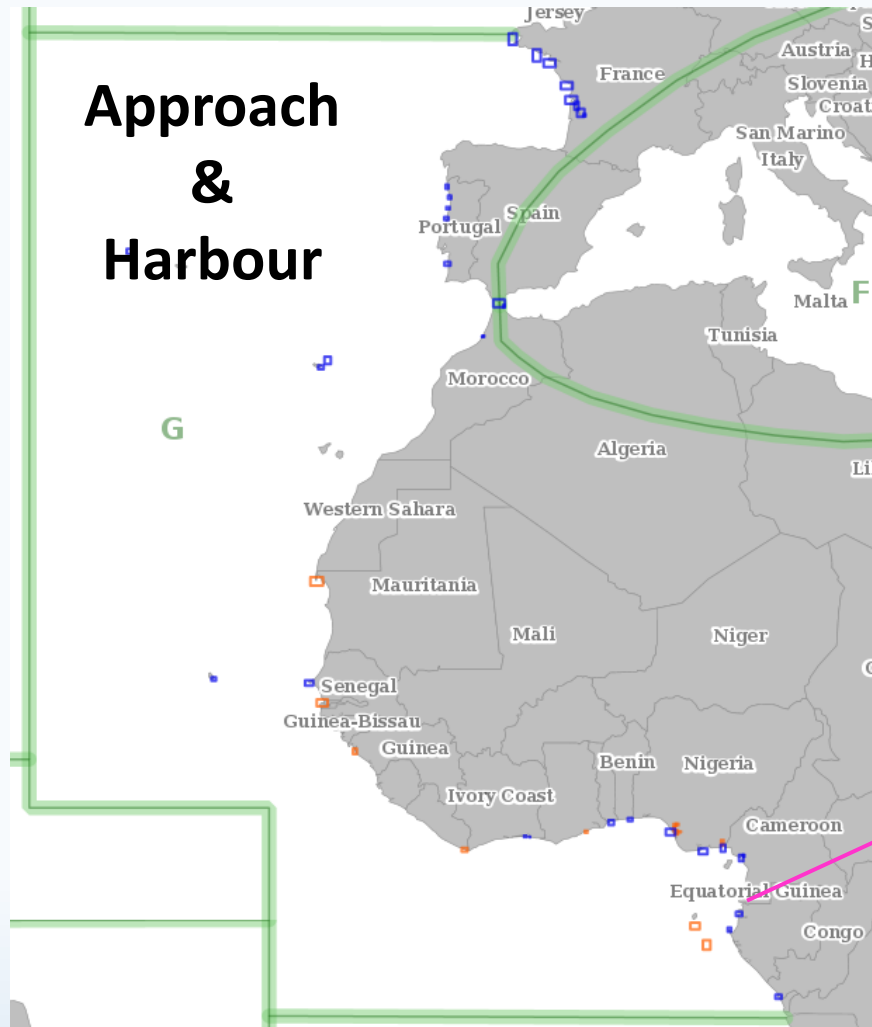 Jersey
Approach
&
Harbour
Austria
France
Slovenia
Croat
San Marino
Italy
Spain
Portugal
Malta
F
Tunisia
Morocco
G
Algeria
Li
Western Sahara
Mauritania
Mali
Niger
Senegal
Guinea-Bissau
Guinea
Benin
Nigeria
Ivory Coast
Cameroon
Equatorial Guinea
Congo